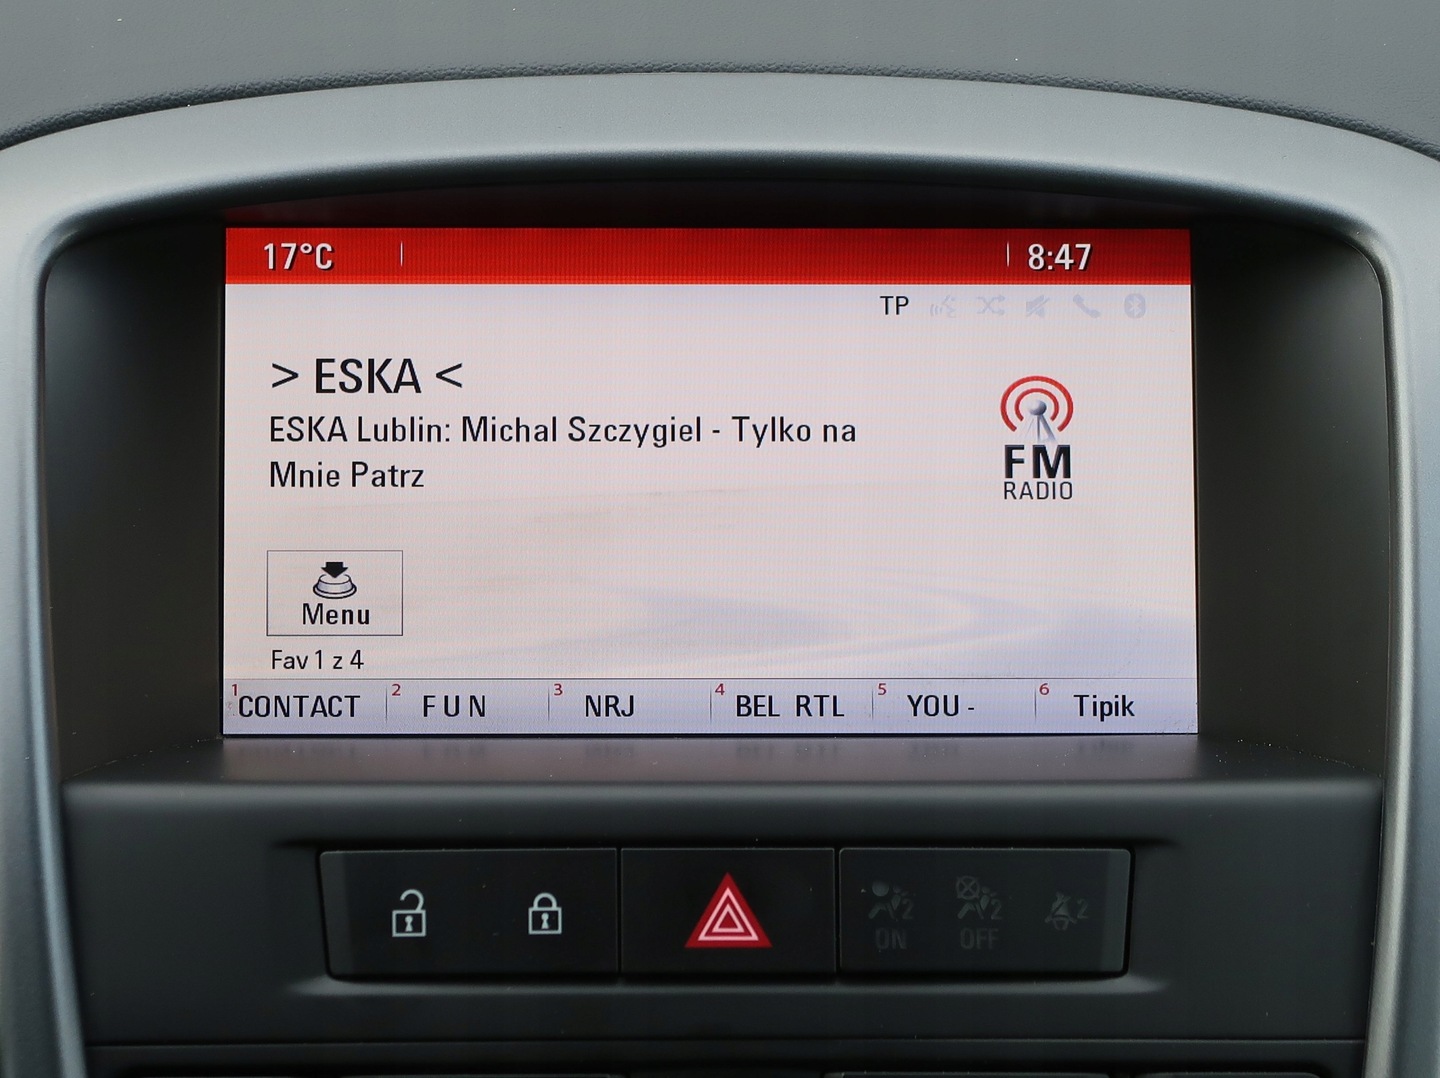 17°C 8:47
TP
> ESKA <
ESKA Lublin: Michal Szczygiel - Tylko na
Mnie Patrz
FM
RADIO
Menu
Fav 1 z 4
1 CONTACT 2 F U N 3 NRJ 4 BEL RTL 5 YOU - 6 Tipik
2 2 2
ON OFF